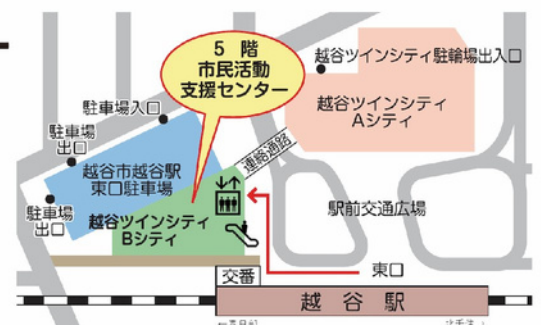 5 階
市民活動
支援センター
越谷ツインシティ駐輪場出入口
駐車場入口
越谷ツインシティ
Aシティ
駐車場
出口
連絡通路
越谷市越谷駅
東口駐車場
駐車場
出口
越谷ツインシティ
Bシティ
駅前交通広場
交番
東口
越谷駅